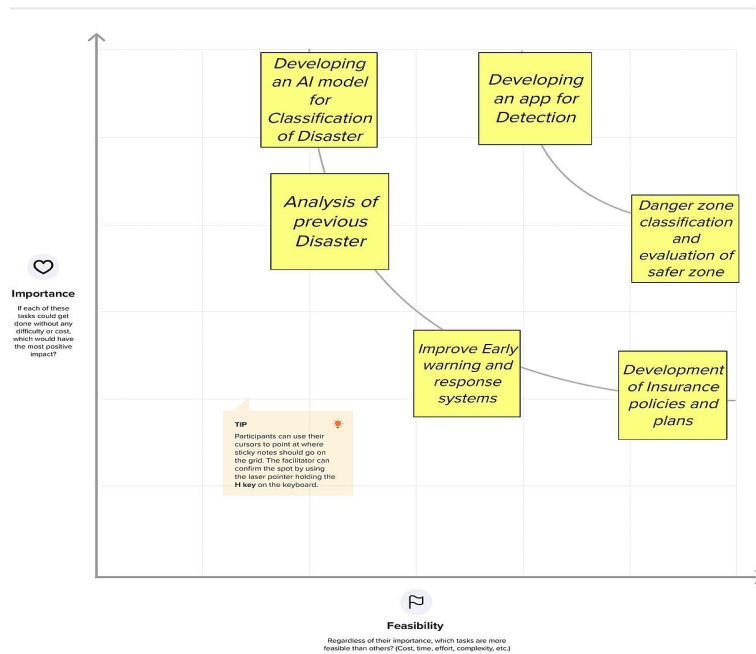 Developing
an AI model
for
Classification
of Disaster
Developing
an app for
Detection
Analysis of
previous
Disaster
Danger zone
classification
and
evaluation of
safer zone
Importance
If each of these
tasks could get
done without any
difficulty or cost,
which would have
the most positive
impact?
Improve Early
warning and
response
systems
Development
of Insurance
policies and
plans
TIP
Participants can use their
cursors to point at where
sticky notes should go on
the grid. The facilitator can
confirm the spot by using
the laser pointer holding the
H key on the keyboard.
Feasibility
Regardless of their importance, which tasks are more
feasible than others? (Cost, time, effort, complexity, etc.)